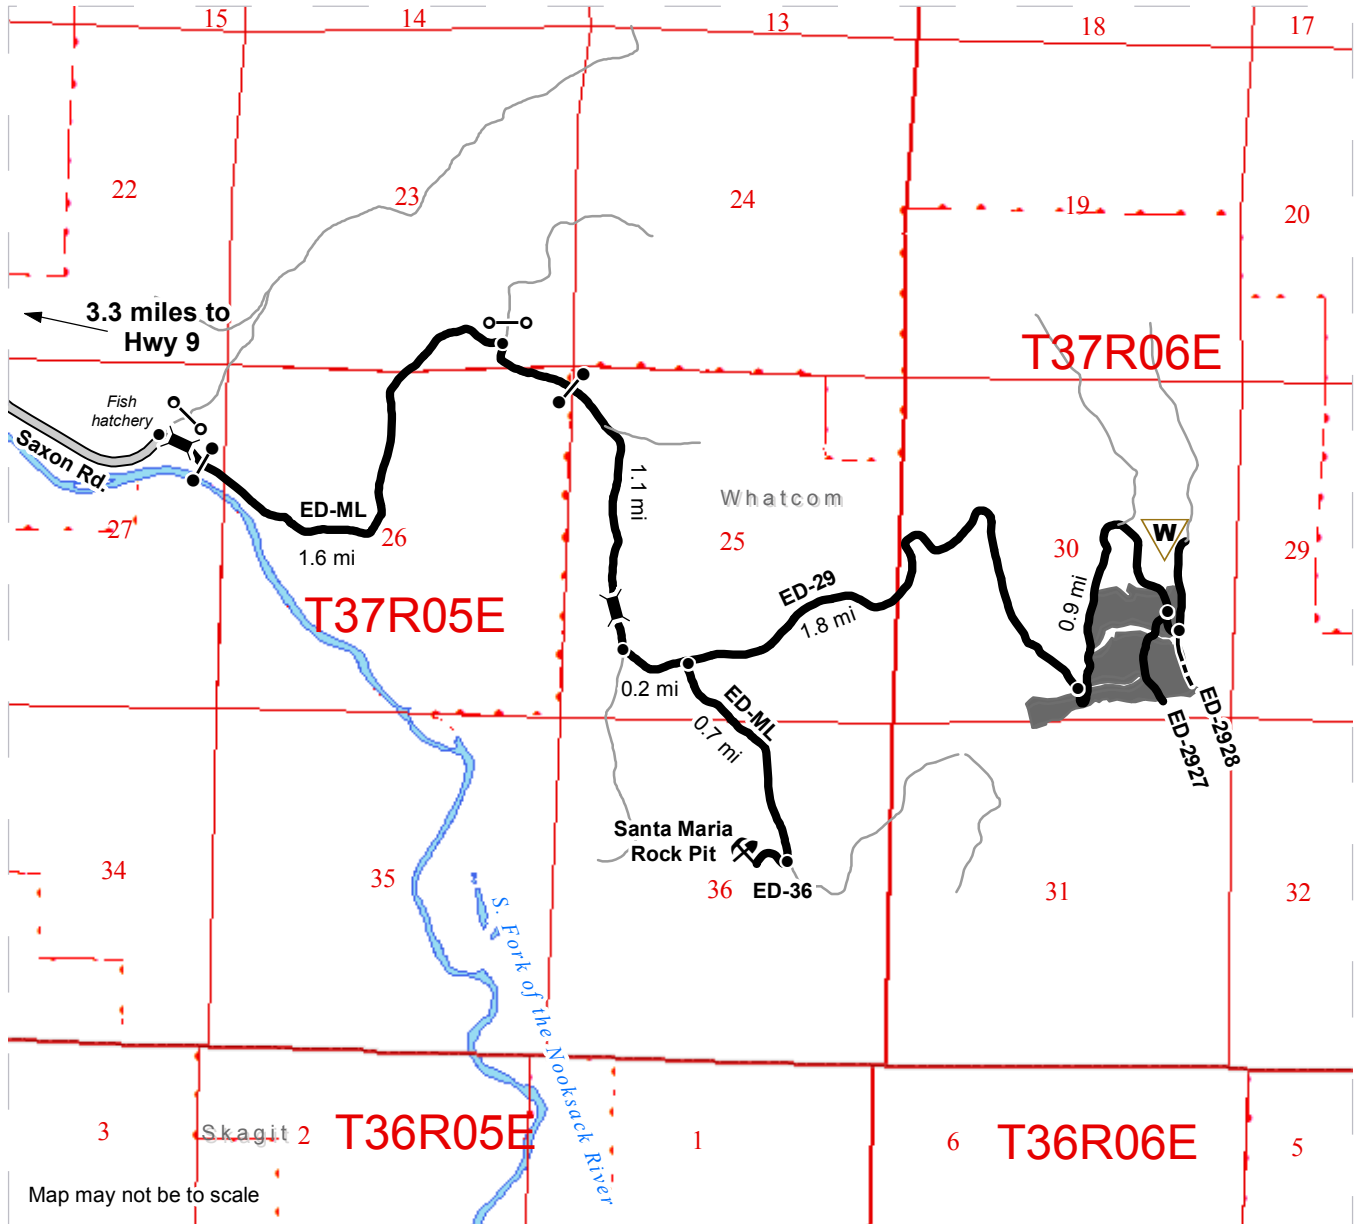 15
14
13
18
17
22
23
24
19
20
3.3 miles to
Hwy 9
T37R06E
Fish
hatchery
Saxon Rd.
27
ED-ML
1.6 mi
26
1.1 mi
Whatcom
25
30
W
29
T37R05E
ED-29
1.8 mi
0.9 mi
0.2 mi
ED-ML
0.7 mi
ED-2928
ED-2927
Santa Maria
Rock Pit
34
35
36
ED-36
31
32
S. Fork of the Nooksack River
3
Skagit
2
T36R05E
1
6
T36R06E
5
Map may not be to scale